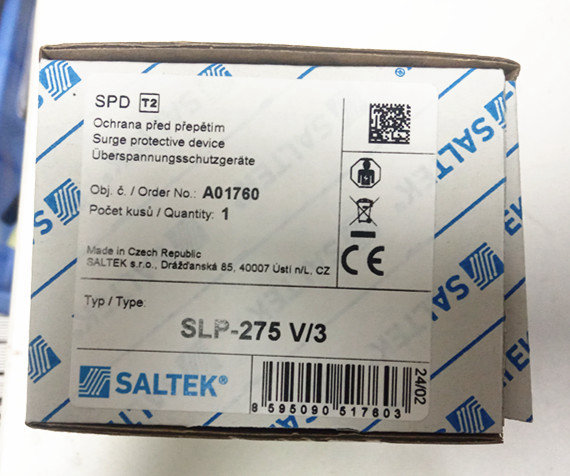 SPD T2
Ochrana před přepětím
Surge protective device
Überspannungsschutzgeräte
Obj. č. / Order No.: A01760
Počet kusů / Quantity: 1
Made in Czech Republic
SALTEK s.r.o., Drážďanská 85, 40007 Ústí n/L, CZ
CE
Typ / Type:
SLP-275 V/3
SALTEK®
8 595090 517603
24/02